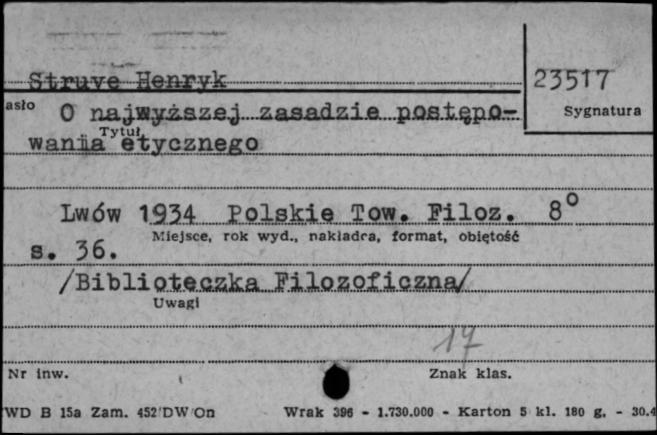 Struve Henryk
23517
asło
Sygnatura
O najwyższej zasadzie postępo-
Tytuł
wania etycznego
Lwów 1934 Polskie Tow. Filoz. 8°
Miejsce, rok wyd., nakładca, format, objętość
s. 36.
/Biblioteczka Filozoficzna/
Uwagi
17
Nr inw.
Znak klas.
WD B 15a Zam. 452/DW/On Wrak 396 - 1.730.000 - Karton 5 kl. 180 g. - 30.4